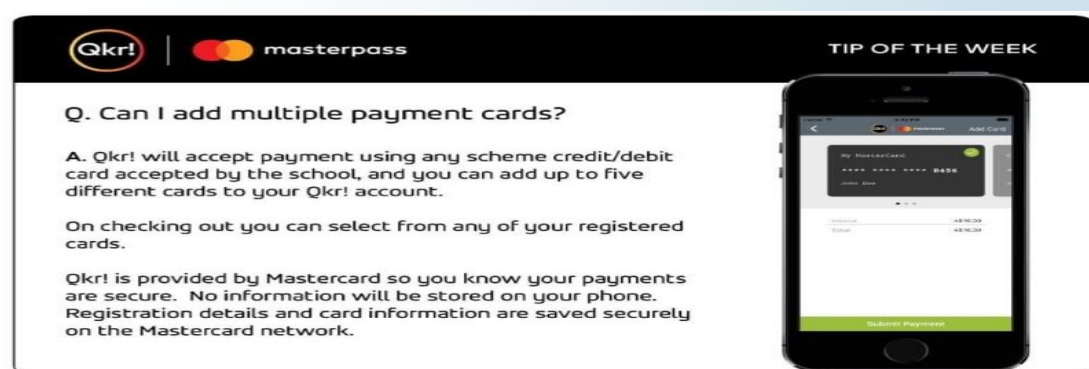 Qkr! masterpass TIP OF THE WEEK
Q. Can I add multiple payment cards?
A. Qkr! will accept payment using any scheme credit/debit
card accepted by the school, and you can add up to five
different cards to your Qkr! account.
On checking out you can select from any of your registered
cards.
Qkr! is provided by Mastercard so you know your payments
are secure. No information will be stored on your phone.
Registration details and card information are saved securely
on the Mastercard network.
Add Card
My MasterCard
**** **** **** 8456
John Doe
Total
Submit Payment